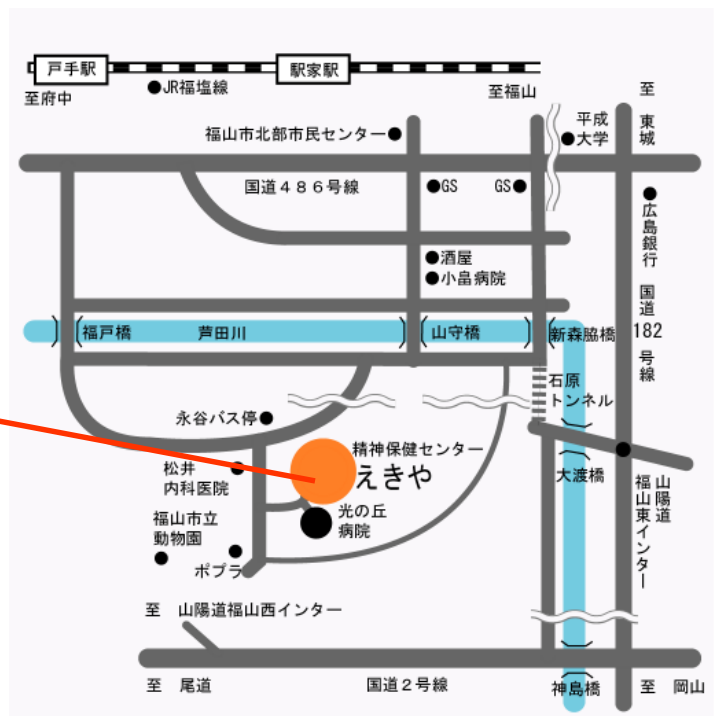 戸手駅
駅家駅
至府中
●JR福塩線
至福山
至
東城
平成
大学
福山市北部市民センター
国道４８６号線
GS
GS
広島銀行
酒屋
小畠病院
国道
182
号線
福戸橋
芦田川
山守橋
新森脇橋
石原
トンネル
永谷バス停
精神保健センター
えきや
松井
内科医院
大渡橋
山陽道
福山東インター
光の丘
病院
福山市立
動物園
ポプラ
至　山陽道福山西インター
至　尾道
国道２号線
神島橋
至　岡山